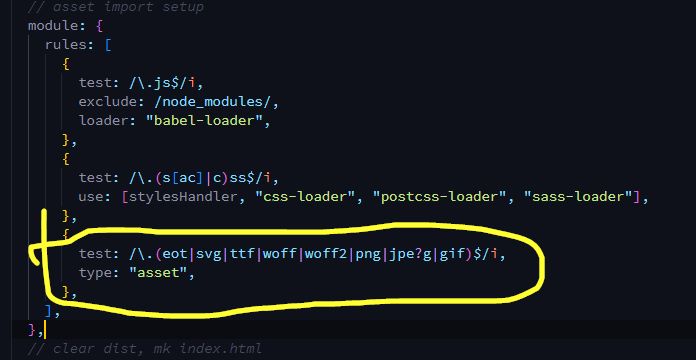 // asset import setup
module: {
rules: [
{
test: /\.js$/i,
exclude: /node_modules/,
loader: "babel-loader",
},
{
test: /\.(s[ac]|c)ss$/i,
use: [stylesHandler, "css-loader", "postcss-loader", "sass-loader"],
},
{
test: /\.(eot|svg|ttf|woff|woff2|png|jpe?g|gif)$/i,
type: "asset",
},
],
},
// clear dist, mk index.html